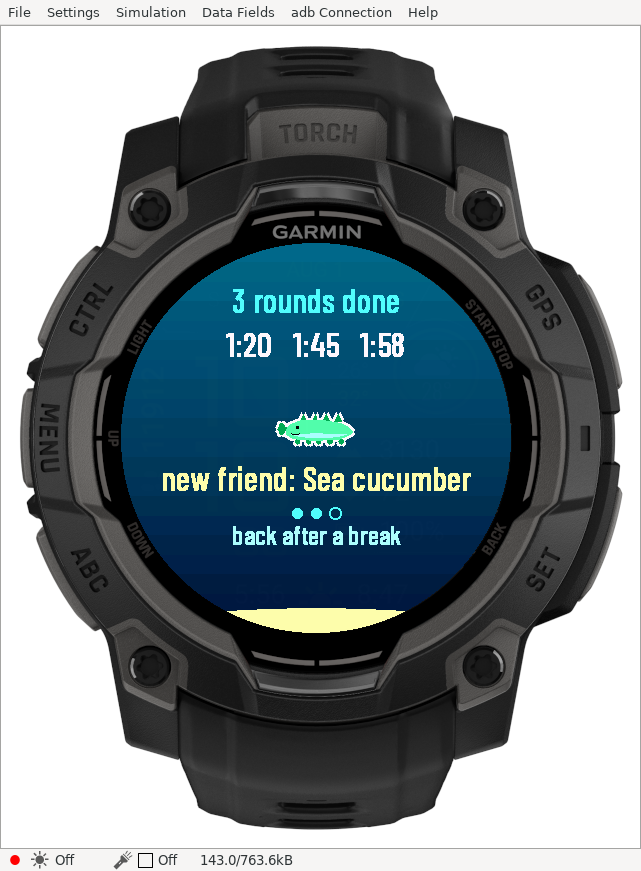 File Settings Simulation Data Fields adb Connection Help
TORCH
GARMIN
CTRL
LIGHT
GPS
START/STOP
3 rounds done
1:20 1:45 1:58
MENU
UP
new friend: Sea cucumber
back after a break
ABC
DOWN
SET
BACK
Off Off 143.0/763.6kB